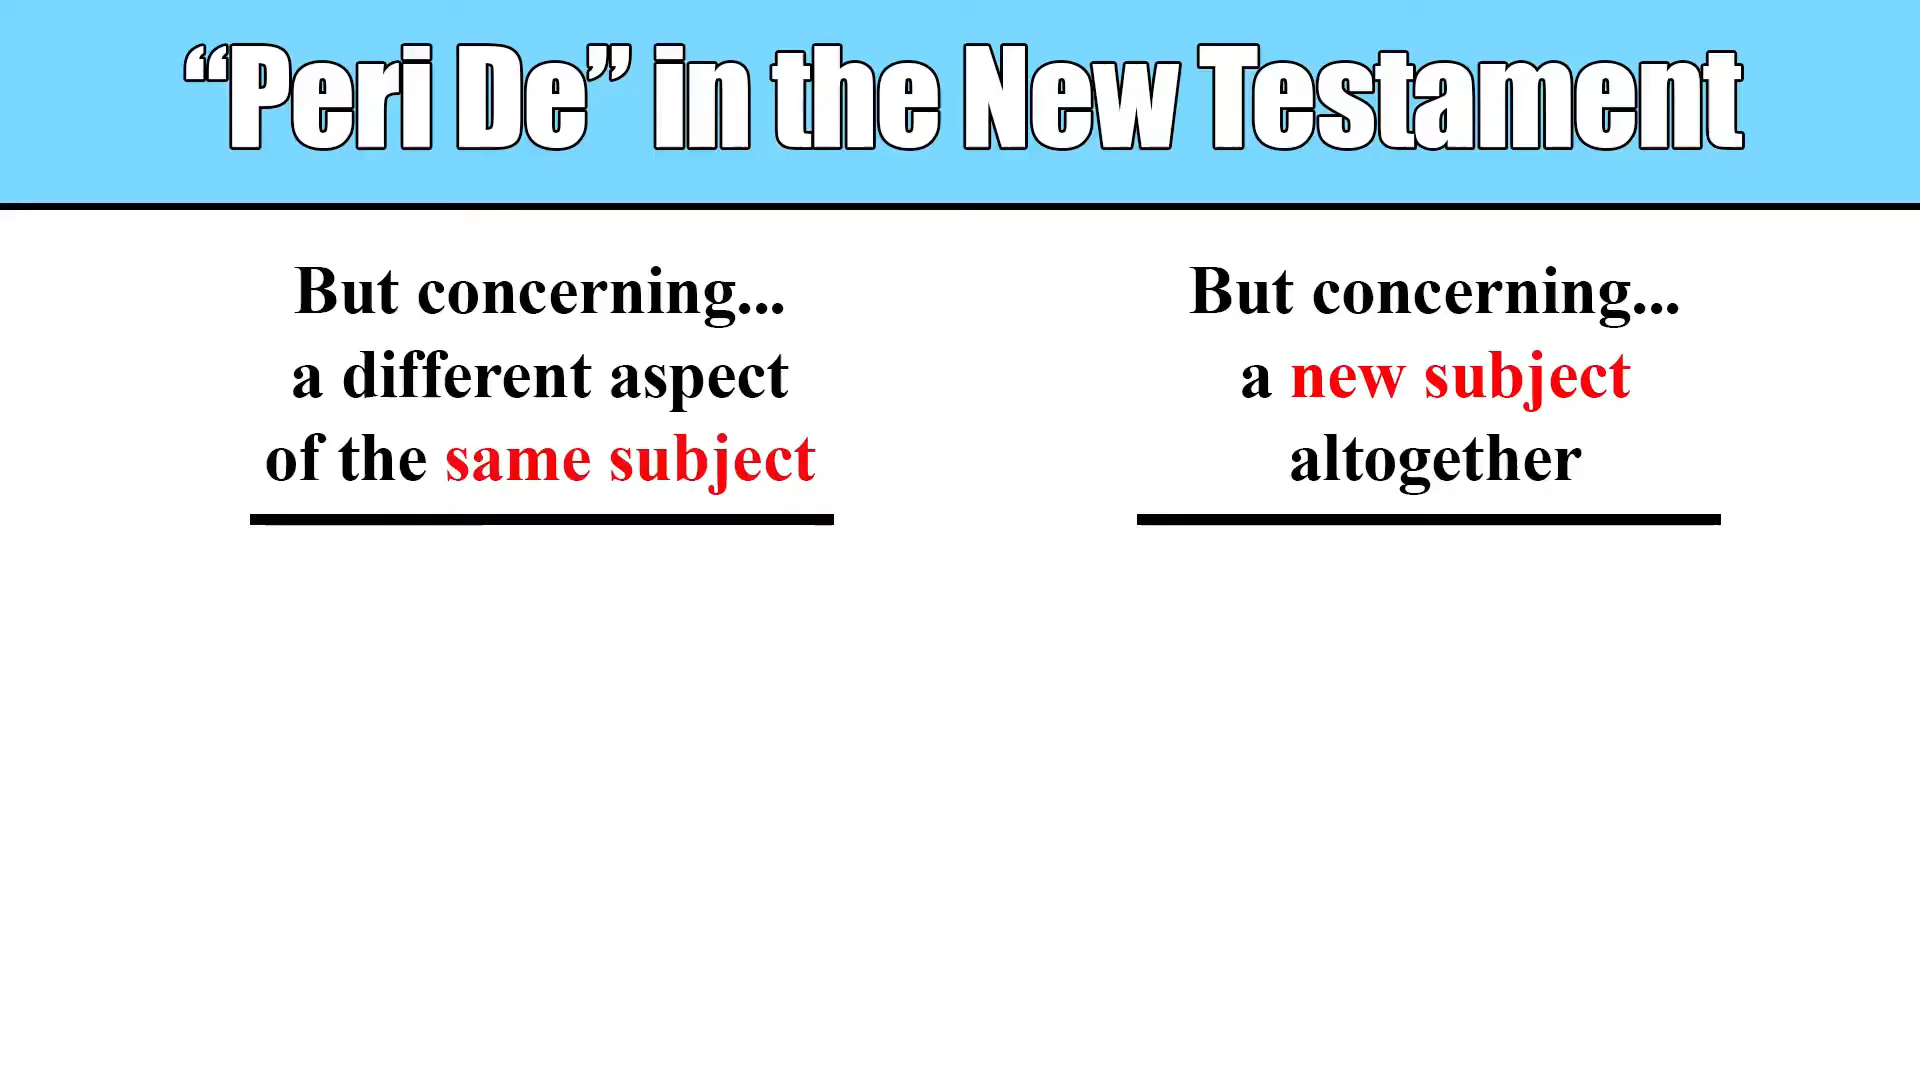 “Peri De” in the New Testament
But concerning...
a different aspect
of the same subject
But concerning...
a new subject
altogether